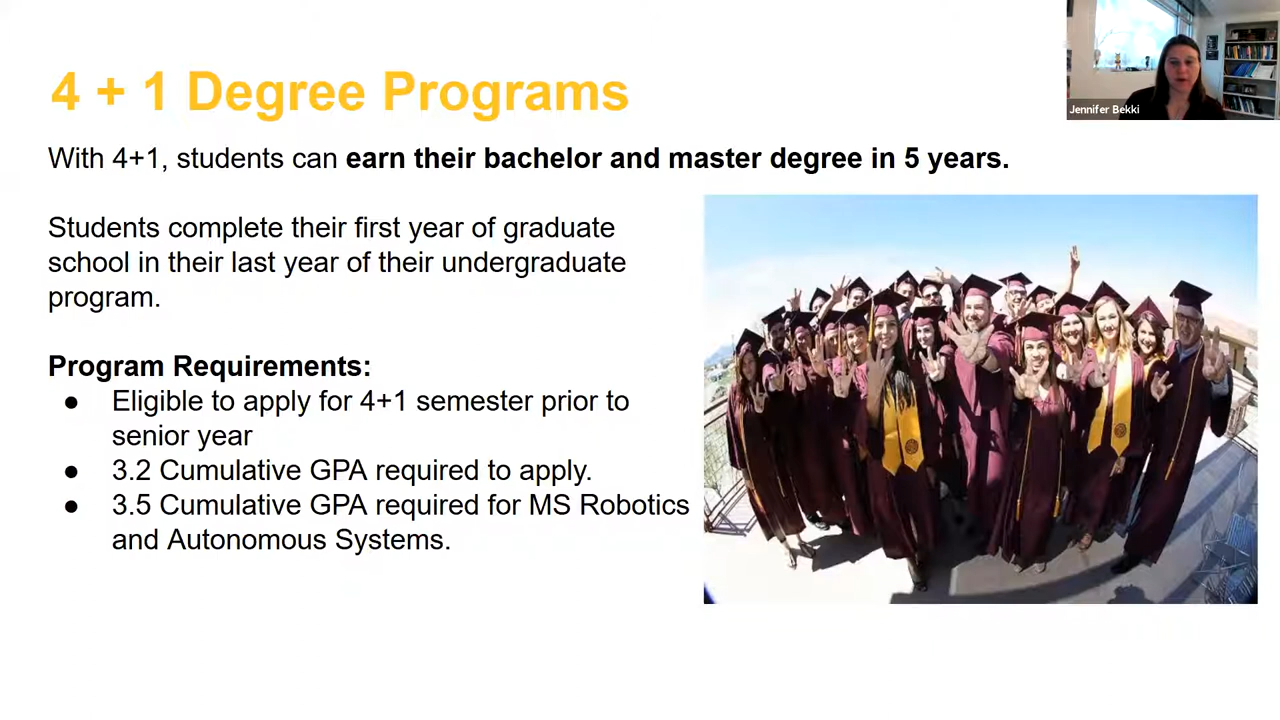 4 + 1 Degree Programs
Jennifer Bekki
With 4+1, students can earn their bachelor and master degree in 5 years.
Students complete their first year of graduate
school in their last year of their undergraduate
program.
Program Requirements:
● Eligible to apply for 4+1 semester prior to
senior year
● 3.2 Cumulative GPA required to apply.
● 3.5 Cumulative GPA required for MS Robotics
and Autonomous Systems.